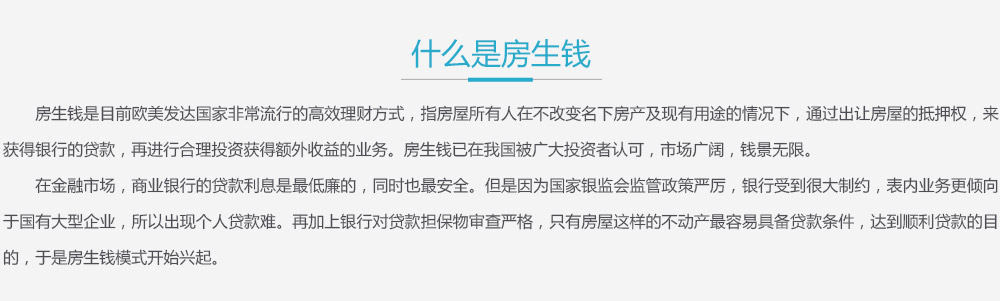 什么是房生钱
房生钱是目前欧美发达国家非常流行的高效理财方式，指房屋所有人在不改变名下房产及现有用途的情况下，通过出让房屋的抵押权，来
获得银行的贷款，再进行合理投资获得额外收益的业务。房生钱已在我国被广大投资者认可，市场广阔，钱景无限。
在金融市场，商业银行的贷款利息是最低廉的，同时也最安全。但是因为国家银监会监管政策严厉，银行受到很大制约，表内业务更倾向
于国有大型企业，所以出现个人贷款难。再加上银行对贷款担保物审查严格，只有房屋这样的不动产最容易具备贷款条件，达到顺利贷款的目
的，于是房生钱模式开始兴起。